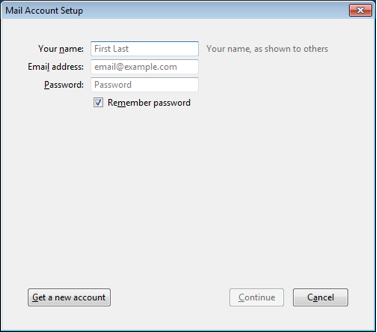 Mail Account Setup
Your name: First Last Your name, as shown to others
Email address: email@example.com
Password: Password
Remember password
Get a new account Continue Cancel